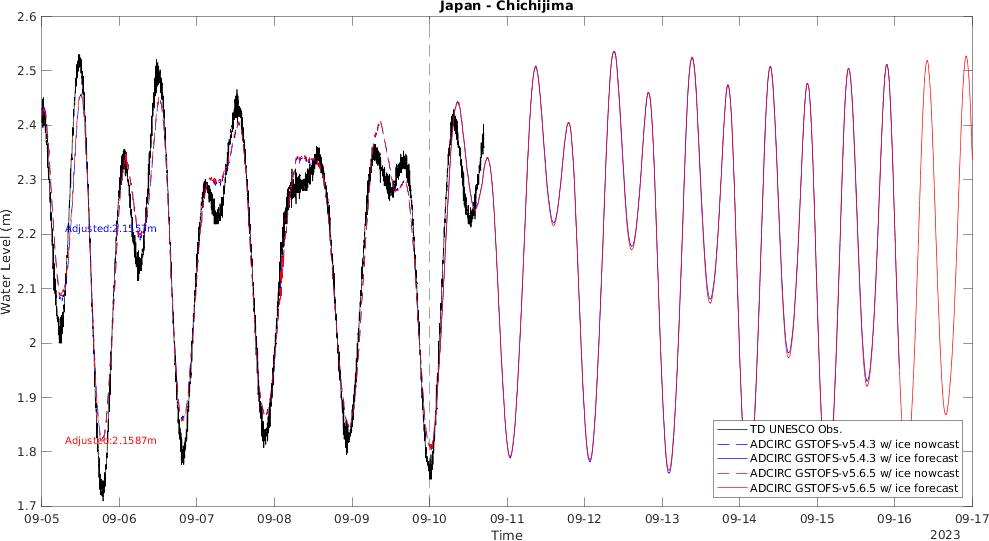 Japan - Chichijima
2.6
2.5
2.4
2.3
2.2
2.1
2
1.9
1.8
1.7
Water Level (m)
Adjusted:2.1557m
Adjusted:2.1587m
TD UNESCO Obs.
ADCIRC GSTOFS-v5.4.3 w/ ice nowcast
ADCIRC GSTOFS-v5.4.3 w/ ice forecast
ADCIRC GSTOFS-v5.6.5 w/ ice nowcast
ADCIRC GSTOFS-v5.6.5 w/ ice forecast
09-05 09-06 09-07 09-08 09-09 09-10 09-11 09-12 09-13 09-14 09-15 09-16 09-17
Time
2023